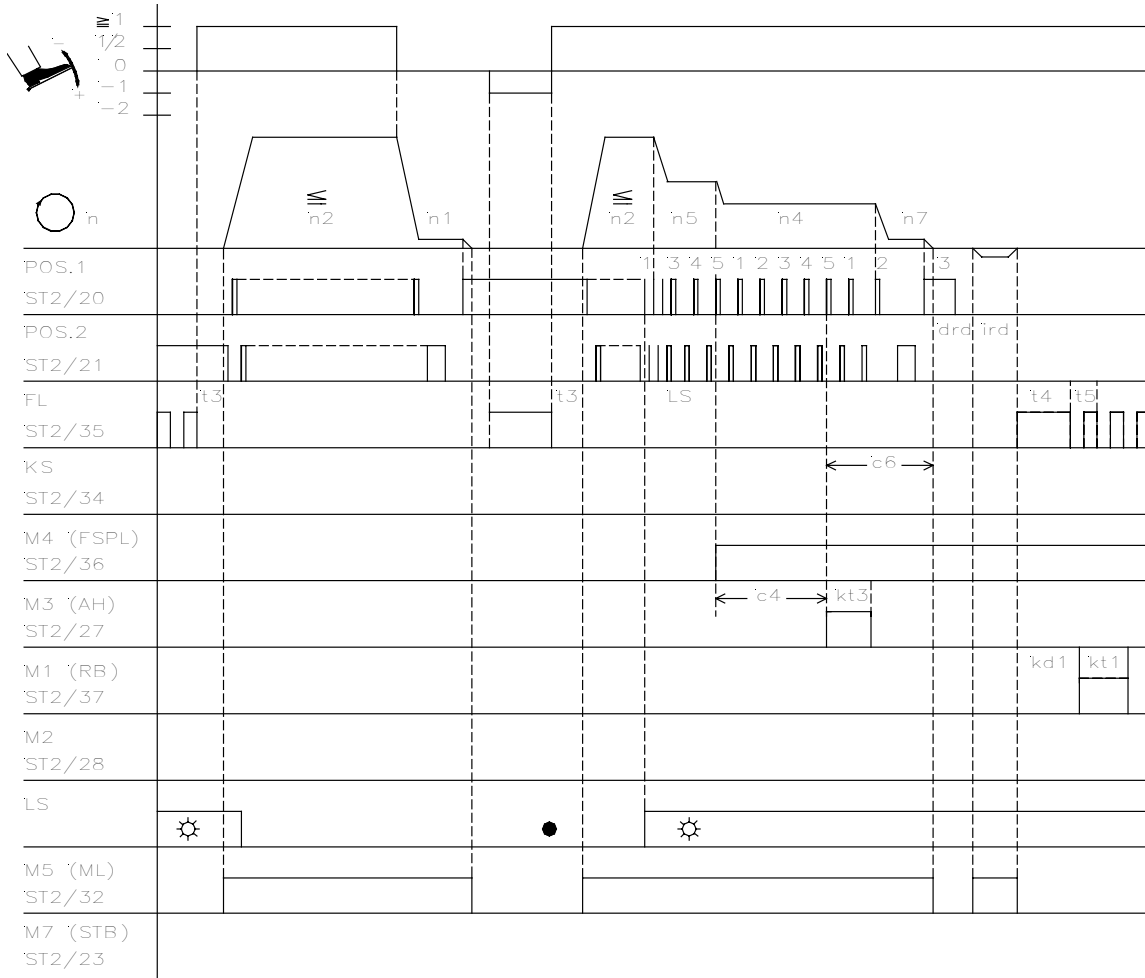 ≧1
1/2
0
−1
−2
−
+
n
≦
n2
n1
≦
n2
n5
n4
n7
POS.1
ST2/20
1 3 4 5 1 2 3 4 5 1 2 3
POS.2
ST2/21
drd ird
FL
ST2/35
t3
t3
LS
t4
t5
KS
ST2/34
c6
M4 (FSPL)
ST2/36
M3 (AH)
ST2/27
c4
kt3
M1 (RB)
ST2/37
kd1
kt1
M2
ST2/28
LS
M5 (ML)
ST2/32
M7 (STB)
ST2/23